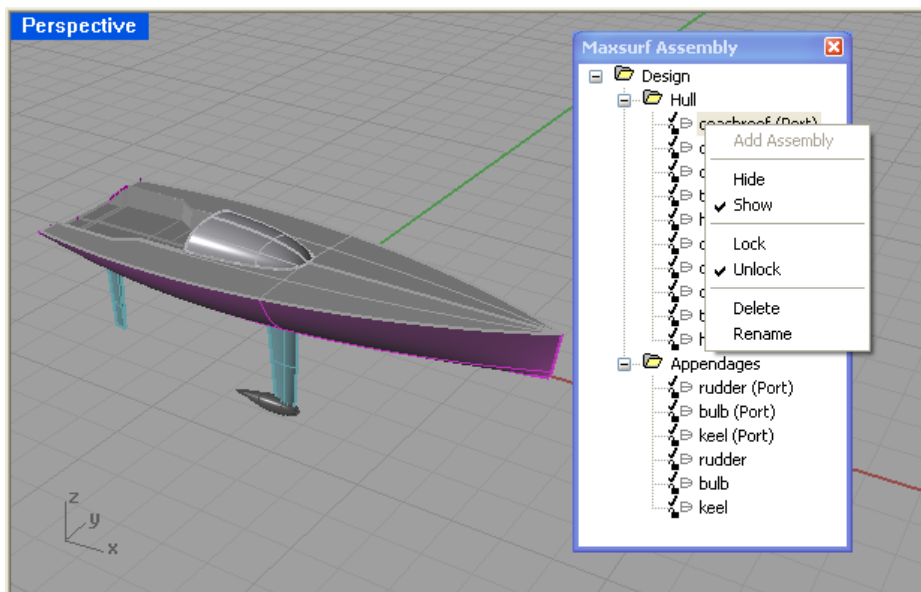 Perspective
Maxsurf Assembly
Design
Hull
coachroof (Port)
Add Assembly
Hide
Show
Lock
Unlock
Delete
Rename
Appendages
rudder (Port)
bulb (Port)
keel (Port)
rudder
bulb
keel
z
y
x